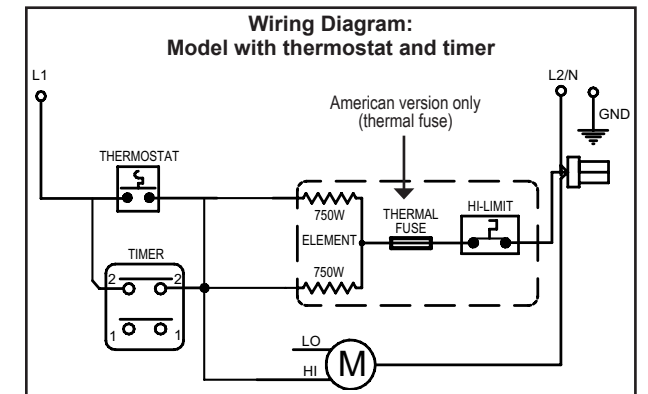 Wiring Diagram:
Model with thermostat and timer
L1
L2/N
American version only
(thermal fuse)
GND
THERMOSTAT
750W
THERMAL
FUSE
HI-LIMIT
ELEMENT
TIMER
750W
2
2
1
1
LO
M
HI